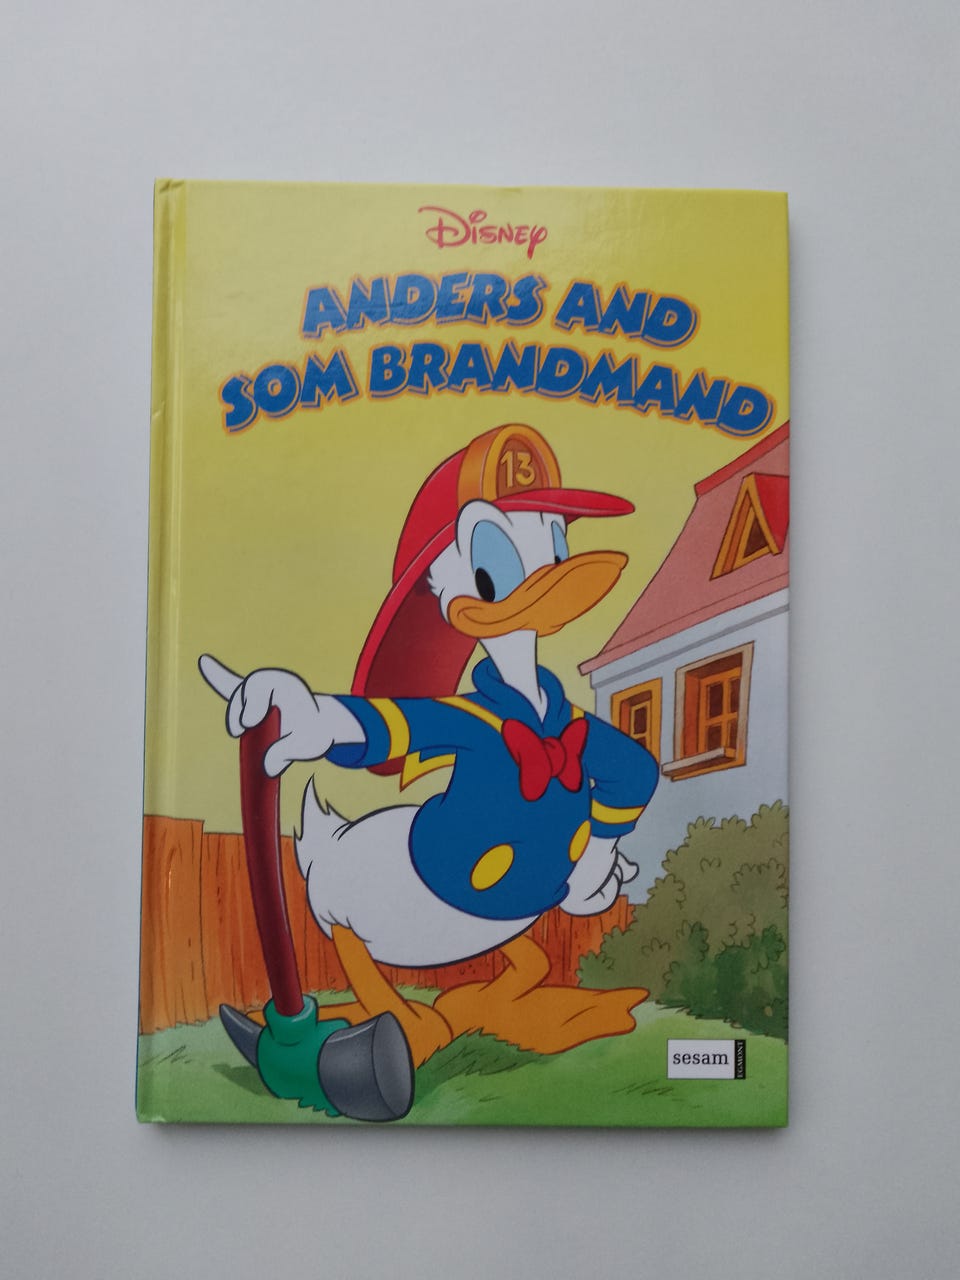 Disney
ANDERS AND
SOM BRANDMAND
13
sesam
EGMONT